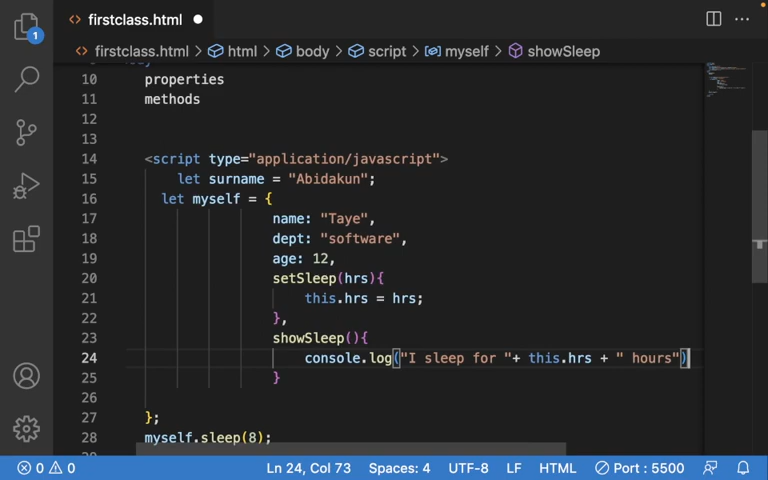 firstclass.html
1
firstclass.html > html > body > script > myself > showSleep
10 properties
11 methods
12
13
14 <script type="application/javascript">
15 let surname = "Abidakun";
16 let myself = {
17 name: "Taye",
18 dept: "software",
19 age: 12,
20 setSleep(hrs){
21 this.hrs = hrs;
22 },
23 showSleep(){
24 console.log("I sleep for "+ this.hrs + " hours")
25 }
26
27 };
28 myself.sleep(8);
0 0 Ln 24, Col 73 Spaces: 4 UTF-8 LF HTML Port : 5500